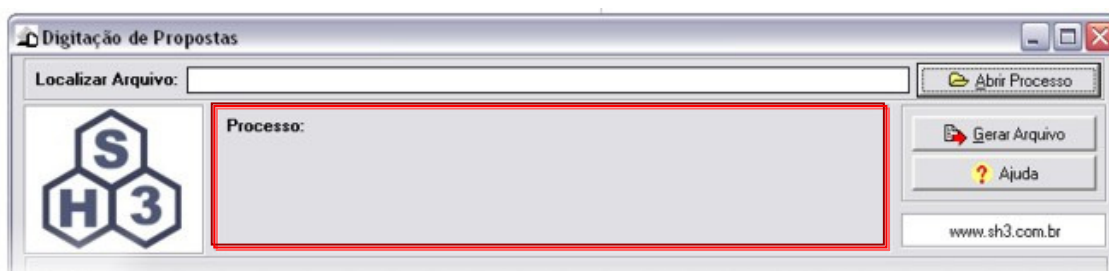 Digitação de Propostas
Localizar Arquivo:
Abrir Processo
S
H 3
Processo:
Gerar Arquivo
? Ajuda
www.sh3.com.br